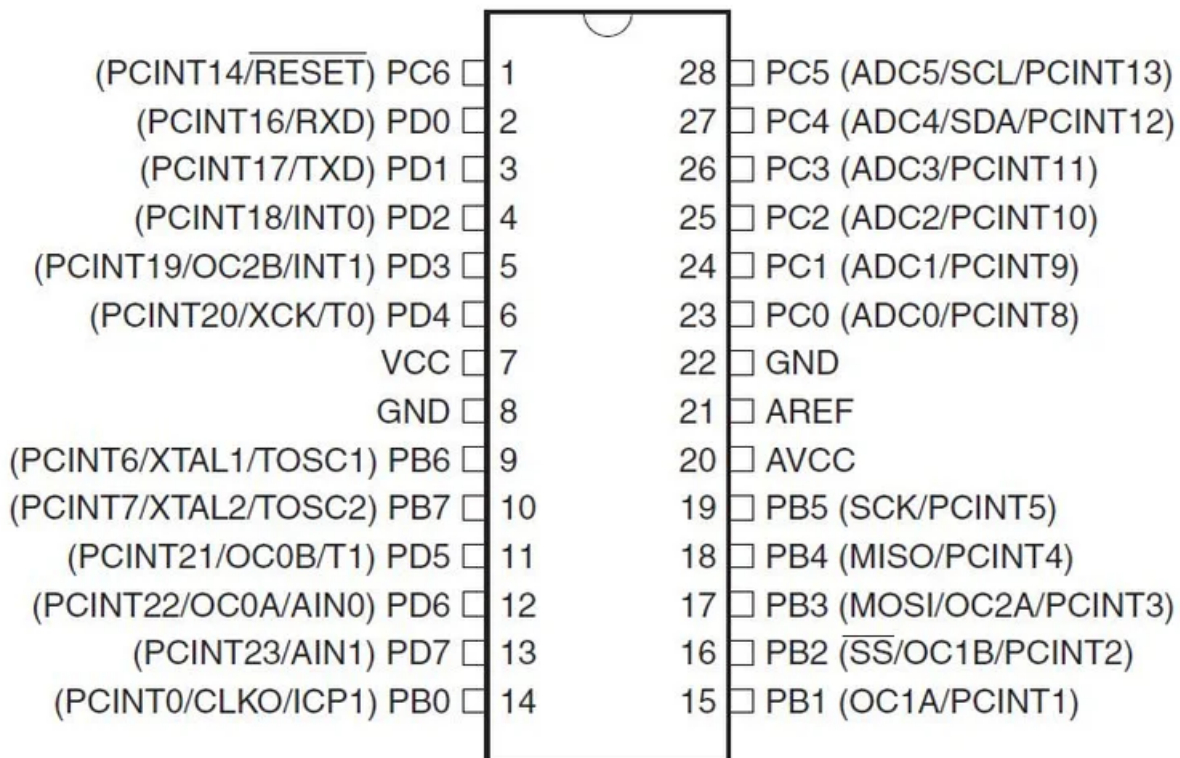 (PCINT14/RESET) PC6 1 28 PC5 (ADC5/SCL/PCINT13)
(PCINT16/RXD) PD0 2 27 PC4 (ADC4/SDA/PCINT12)
(PCINT17/TXD) PD1 3 26 PC3 (ADC3/PCINT11)
(PCINT18/INT0) PD2 4 25 PC2 (ADC2/PCINT10)
(PCINT19/OC2B/INT1) PD3 5 24 PC1 (ADC1/PCINT9)
(PCINT20/XCK/T0) PD4 6 23 PC0 (ADC0/PCINT8)
VCC 7 22 GND
GND 8 21 AREF
(PCINT6/XTAL1/TOSC1) PB6 9 20 AVCC
(PCINT7/XTAL2/TOSC2) PB7 10 19 PB5 (SCK/PCINT5)
(PCINT21/OC0B/T1) PD5 11 18 PB4 (MISO/PCINT4)
(PCINT22/OC0A/AIN0) PD6 12 17 PB3 (MOSI/OC2A/PCINT3)
(PCINT23/AIN1) PD7 13 16 PB2 (SS/OC1B/PCINT2)
(PCINT0/CLKO/ICP1) PB0 14 15 PB1 (OC1A/PCINT1)